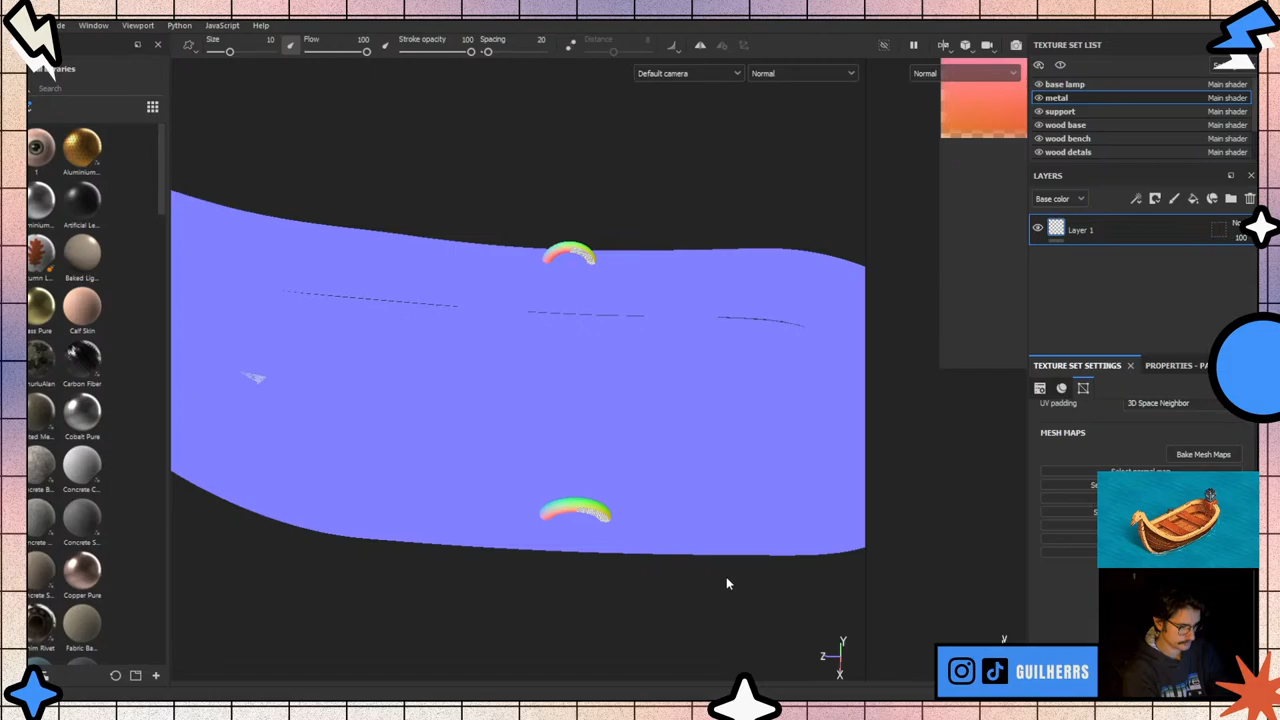 de Window Viewport Python JavaScript Help
Size 10 Flow 100 Stroke opacity 100 Spacing 20 Distance 8
Search
Default camera Normal Normal
1 Aluminium...
Artificial Le...
Baked Lig...
Calf Skin
Carbon Fiber
Cobalt Pure
Concrete C...
Concrete S...
Copper Pure
Fabric Ba...
Y
Z
X
TEXTURE SET LIST
base lamp Main shader
metal Main shader
support Main shader
wood base Main shader
wood bench Main shader
wood detals Main shader
LAYERS
Base color
Layer 1
100
TEXTURE SET SETTINGS PROPERTIES - PA
UV padding 3D Space Neighbor
MESH MAPS
Bake Mesh Maps
GUILHERRS